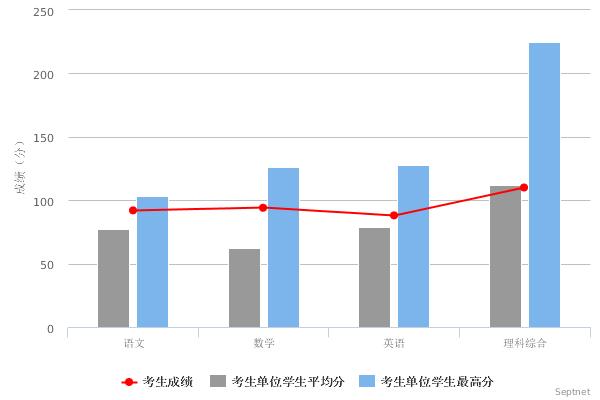 250
200
150
100
50
0
成绩（分）
语文
数学
英语
理科综合
考生成绩
考生单位学生平均分
考生单位学生最高分
Septnet